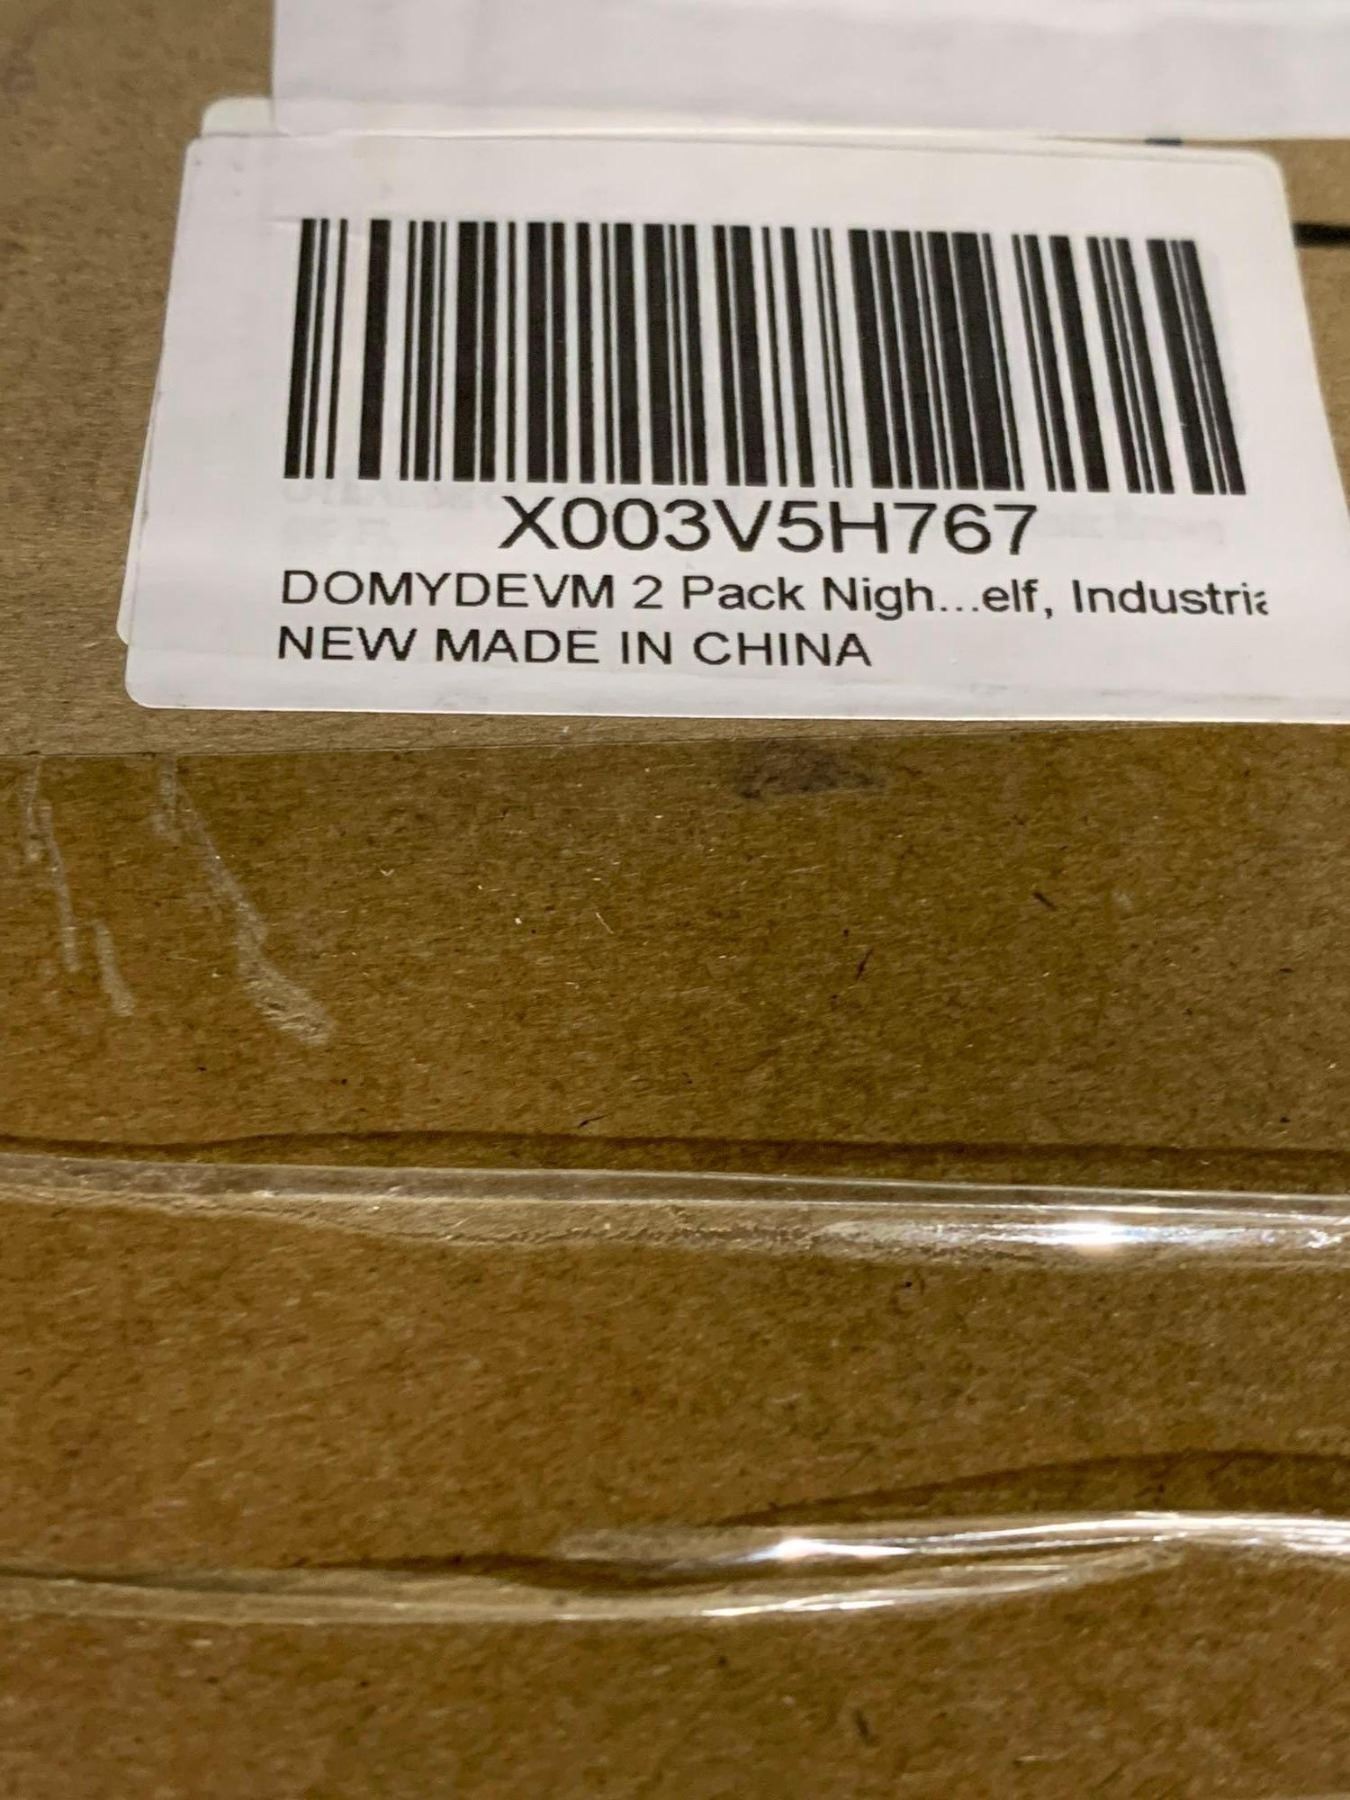 X003V5H767
DOMYDEVM 2 Pack Nigh...elf, Industria
NEW MADE IN CHINA